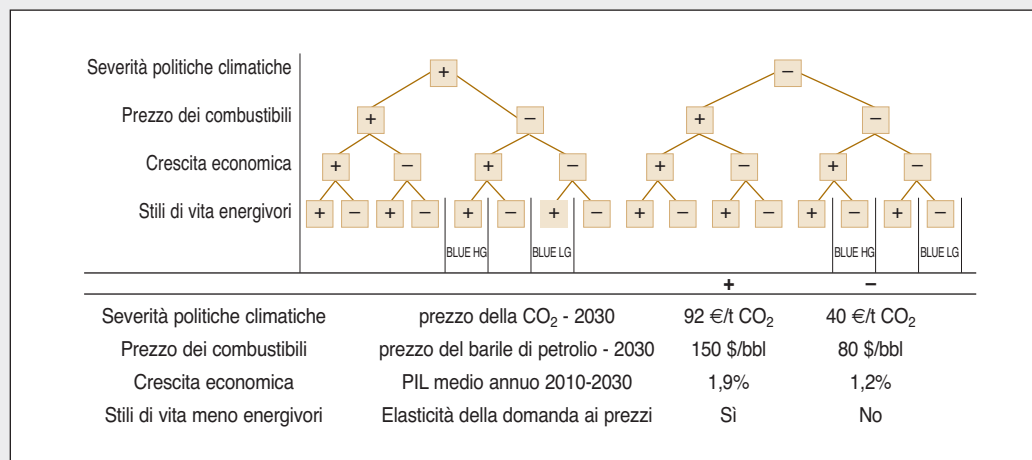 Severità politiche climatiche + −
Prezzo dei combustibili + − + −
Crescita economica + − + − + − + −
Stili di vita energivori + − + − + − + − + − + − + − + −
BLUE HG BLUE LG BLUE HG BLUE LG
+ −
Severità politiche climatiche prezzo della CO₂ - 2030 92 €/t CO₂ 40 €/t CO₂
Prezzo dei combustibili prezzo del barile di petrolio - 2030 150 $/bbl 80 $/bbl
Crescita economica PIL medio annuo 2010-2030 1,9% 1,2%
Stili di vita meno energivori Elasticità della domanda ai prezzi Sì No